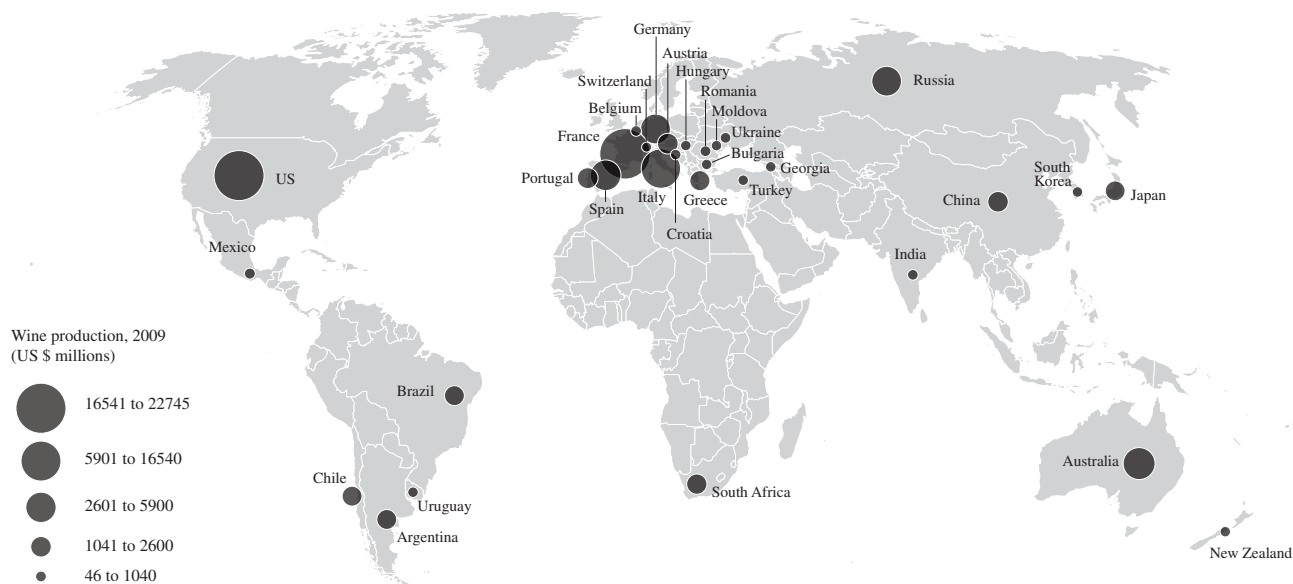 Germany
Austria
Hungary
Switzerland
Romania
Belgium
Moldova
France
Ukraine
Bulgaria
Georgia
Portugal
Turkey
Spain
Italy
Greece
Croatia
Russia
US
South
Korea
China
Japan
Mexico
India
Wine production, 2009
(US $ millions)
16541 to 22745
5901 to 16540
2601 to 5900
1041 to 2600
46 to 1040
Brazil
Chile
Uruguay
Argentina
South Africa
Australia
New Zealand